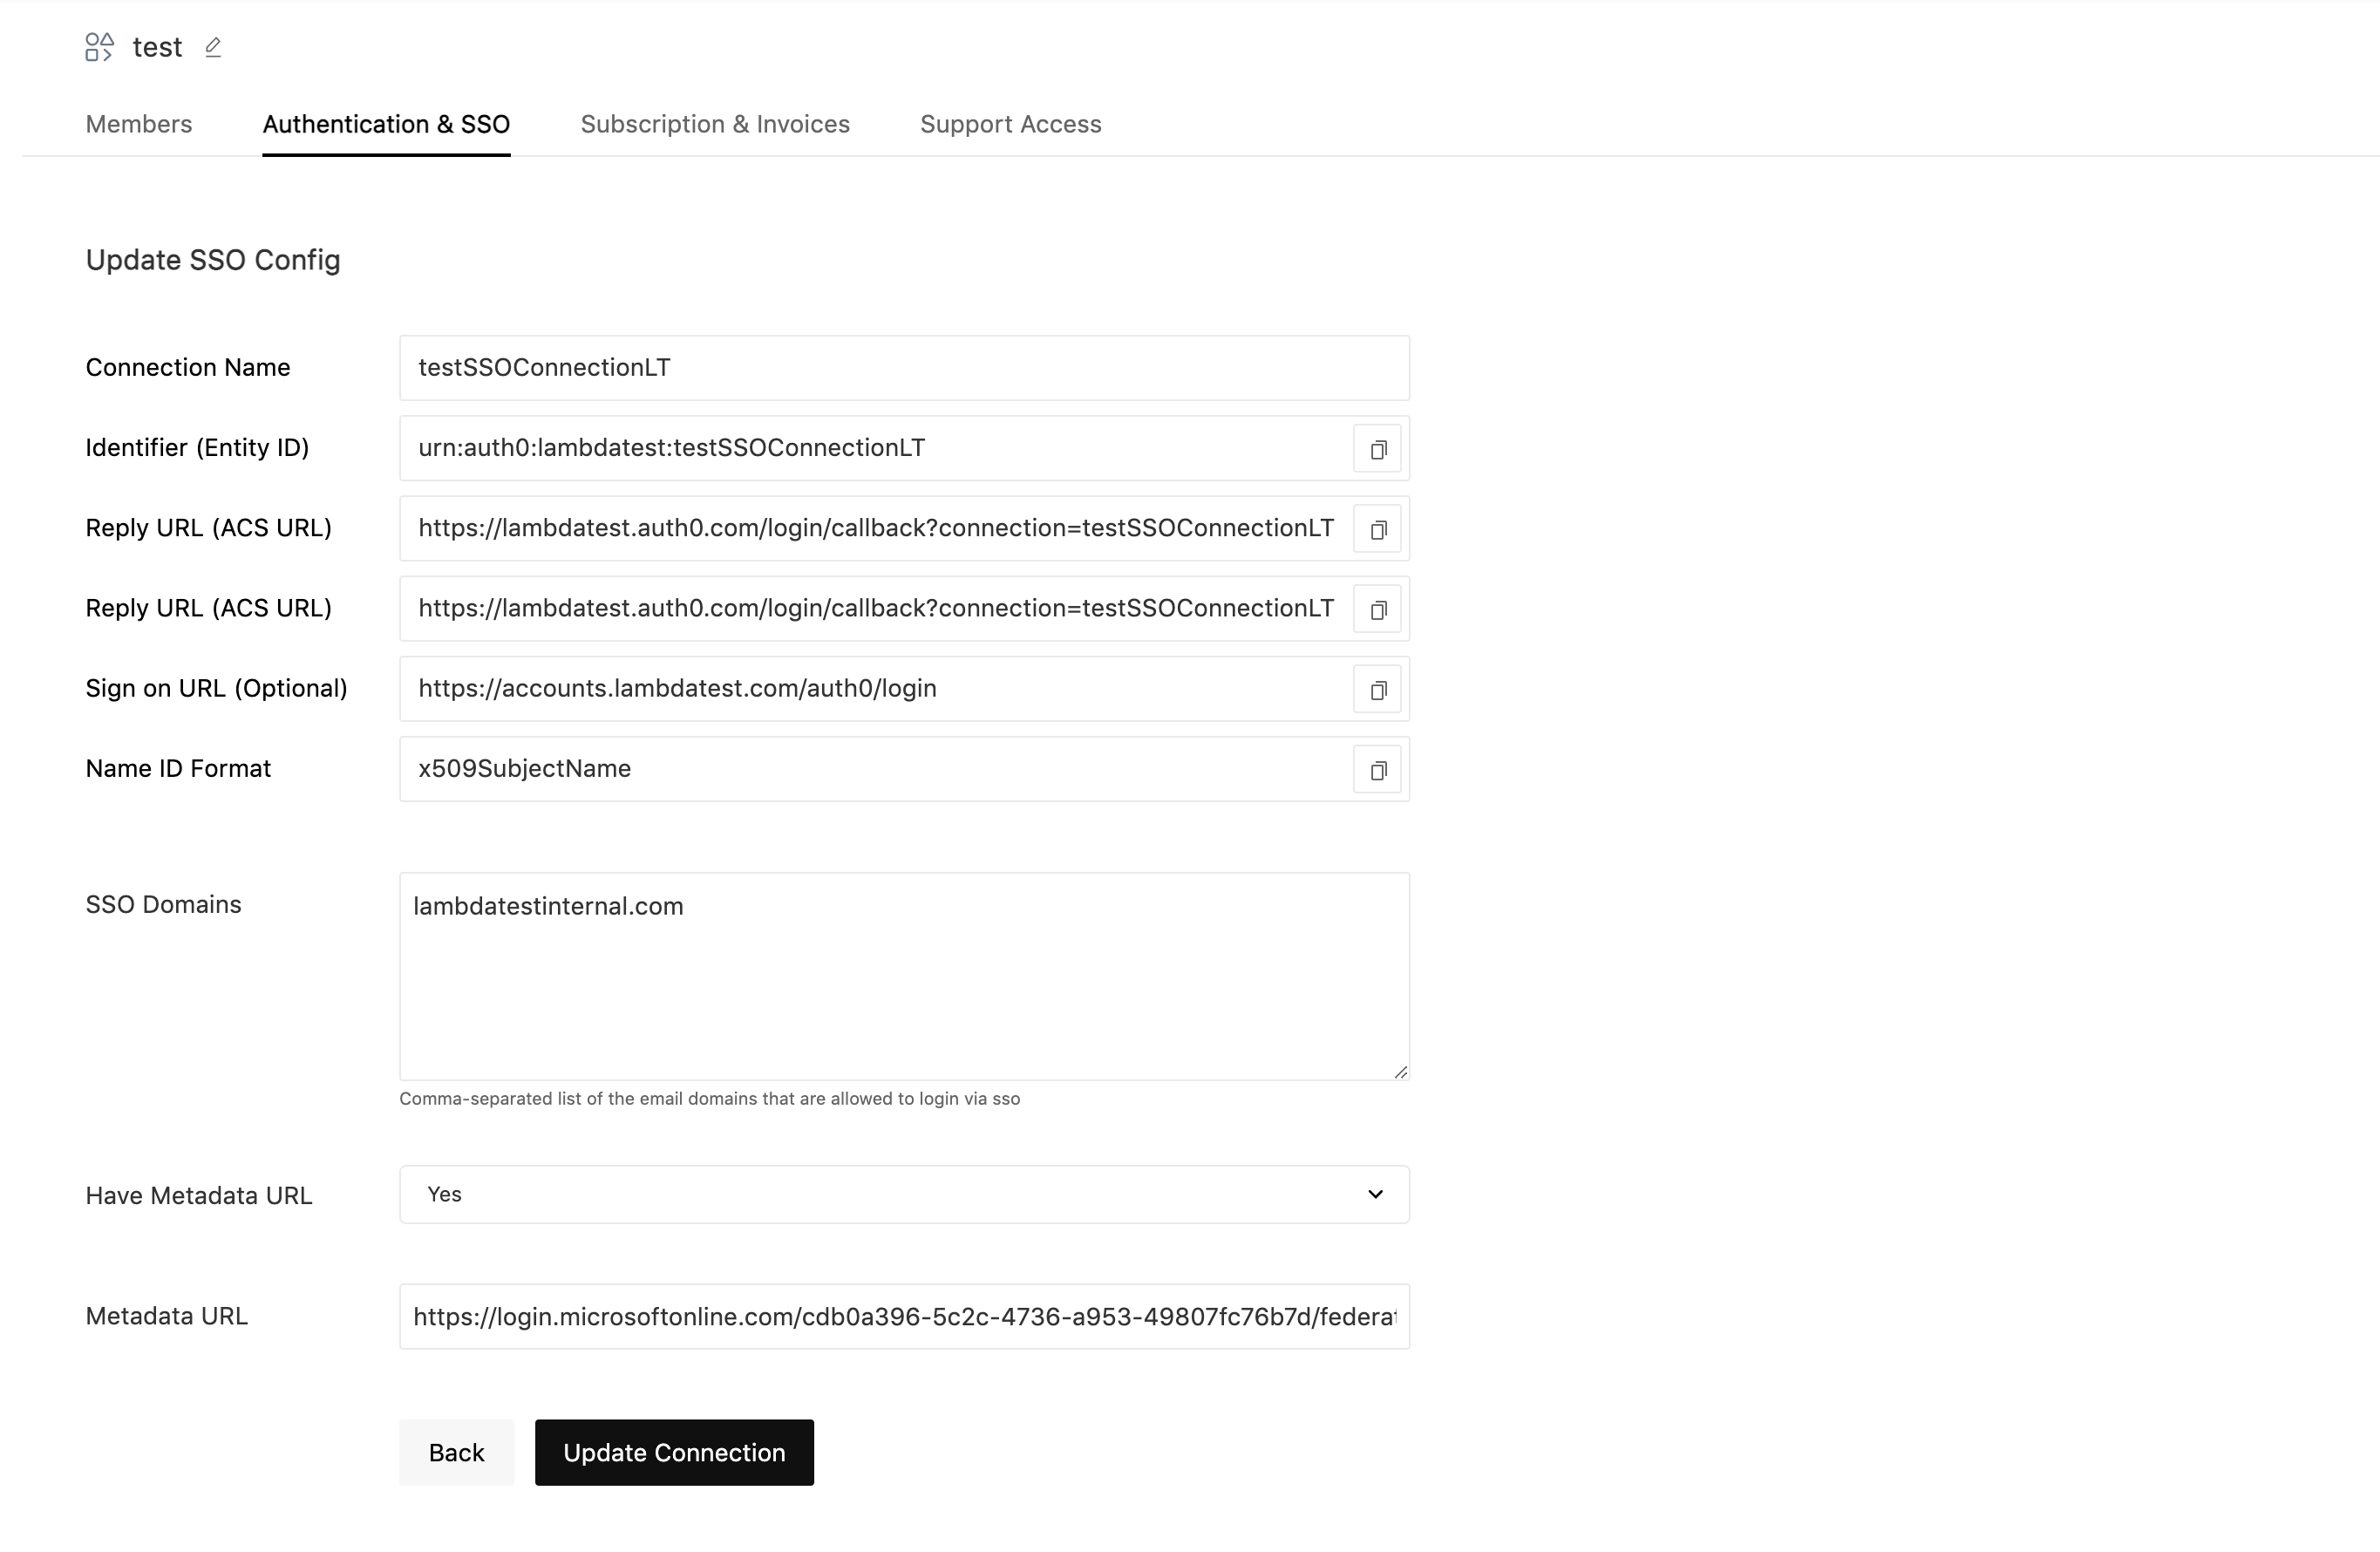 test
Members Authentication & SSO Subscription & Invoices Support Access
Update SSO Config
Connection Name testSSOConnectionLT
Identifier (Entity ID) urn:auth0:lambdatest:testSSOConnectionLT
Reply URL (ACS URL) https://lambdatest.auth0.com/login/callback?connection=testSSOConnectionLT
Reply URL (ACS URL) https://lambdatest.auth0.com/login/callback?connection=testSSOConnectionLT
Sign on URL (Optional) https://accounts.lambdatest.com/auth0/login
Name ID Format x509SubjectName
SSO Domains lambdatestinternal.com
Comma-separated list of the email domains that are allowed to login via sso
Have Metadata URL Yes
Metadata URL https://login.microsoftonline.com/cdb0a396-5c2c-4736-a953-49807fc76b7d/federat
Back Update Connection